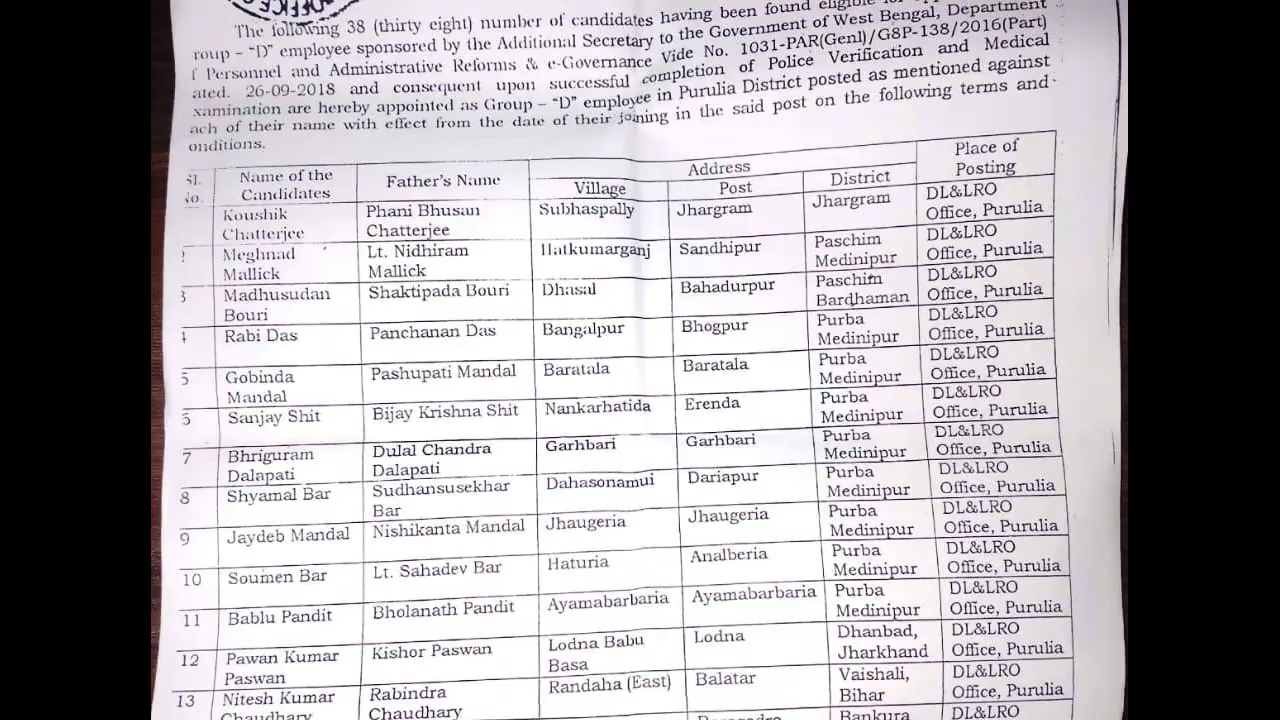 OFFICE
The following 38 (thirty eight) number of candidates having been found eligible for
roup – "D" employee sponsored by the Additional Secretary to the Government of West Bengal, Department
f Personnel and Administrative Reforms & e-Governance Vide No. 1031-PAR(Genl)/G8P-138/2016(Part)
ated. 26-09-2018 and consequent upon successful completion of Police Verification and Medical
xamination are hereby appointed as Group – "D" employee in Purulia District posted as mentioned against
ach of their name with effect from the date of their joining in the said post on the following terms and
onditions.
Sl. No. Name of the Candidates Father's Name Address Place of Posting
Village Post District
Koushik Chatterjee Phani Bhusan Chatterjee Subhaspally Jhargram Jhargram DL&LRO Office, Purulia
Meghnad Mallick Lt. Nidhiram Mallick Hatkumarganj Sandhipur Paschim Medinipur DL&LRO Office, Purulia
3 Madhusudan Bouri Shaktipada Bouri Dhasal Bahadurpur Paschim Bardhaman DL&LRO Office, Purulia
Rabi Das Panchanan Das Bangalpur Bhogpur Purba Medinipur DL&LRO Office, Purulia
5 Gobinda Mandal Pashupati Mandal Baratala Baratala Purba Medinipur DL&LRO Office, Purulia
Sanjay Shit Bijay Krishna Shit Nankarhatida Erenda Purba Medinipur DL&LRO Office, Purulia
7 Bhriguram Dalapati Dulal Chandra Dalapati Garhbari Garhbari Purba Medinipur DL&LRO Office, Purulia
8 Shyamal Bar Sudhansusekhar Bar Dahasonamui Dariapur Purba Medinipur DL&LRO Office, Purulia
9 Jaydeb Mandal Nishikanta Mandal Jhaugeria Jhaugeria Purba Medinipur DL&LRO Office, Purulia
10 Soumen Bar Lt. Sahadev Bar Haturia Analberia Purba Medinipur DL&LRO Office, Purulia
11 Bablu Pandit Bholanath Pandit Ayamabarbaria Ayamabarbaria Purba Medinipur DL&LRO Office, Purulia
12 Pawan Kumar Paswan Kishor Paswan Lodna Babu Basa Lodna Dhanbad, Jharkhand DL&LRO Office, Purulia
13 Nitesh Kumar Chaudhary Rabindra Chaudhary Randaha (East) Balatar Vaishali, Bihar DL&LRO Office, Purulia
Bankura DL&LRO